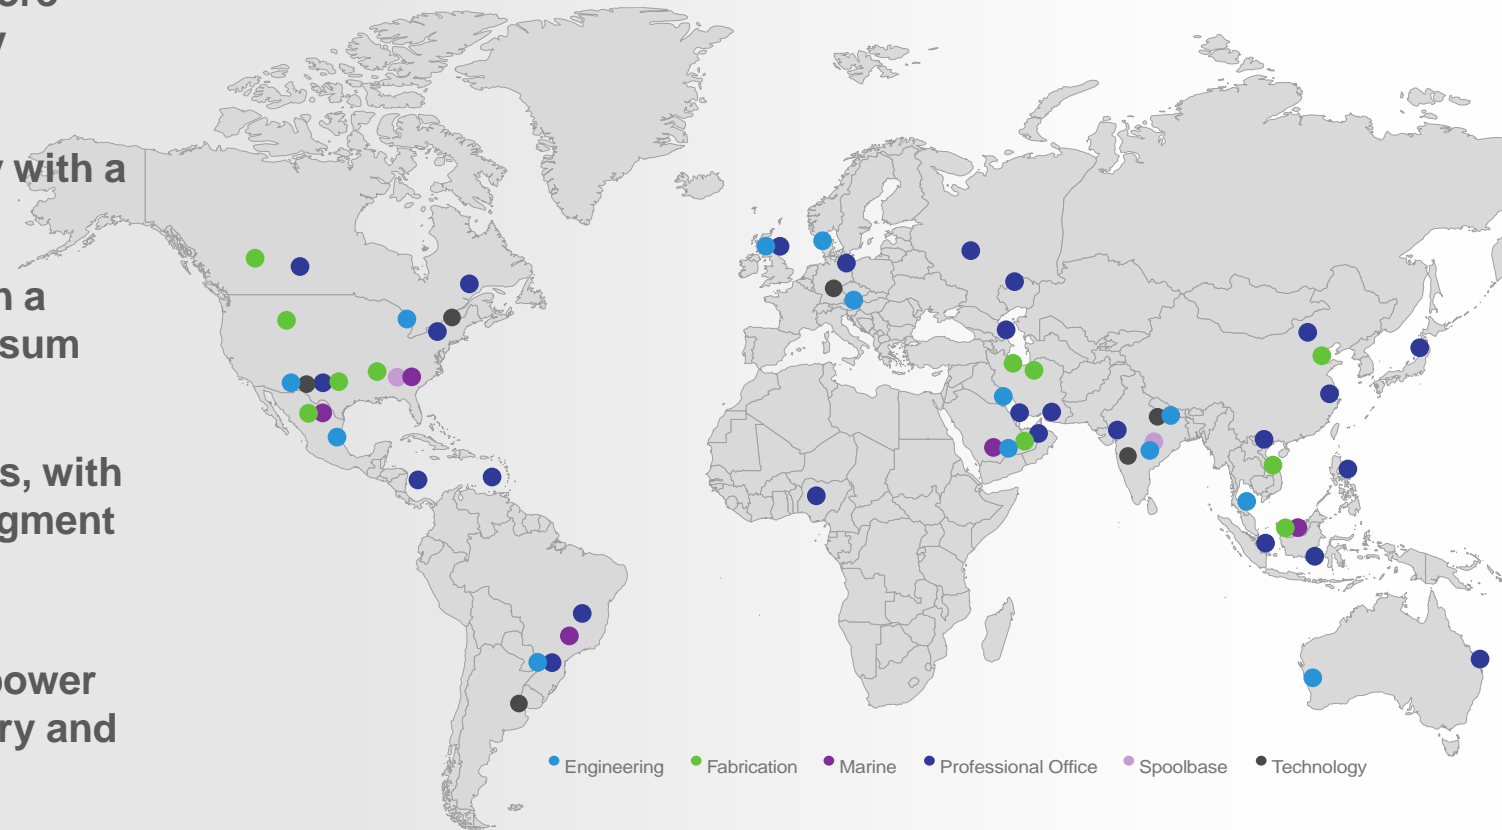 y with a
n a
sum
s, with
gment
power
ry and
Engineering
Fabrication
Marine
Professional Office
Spoolbase
Technology